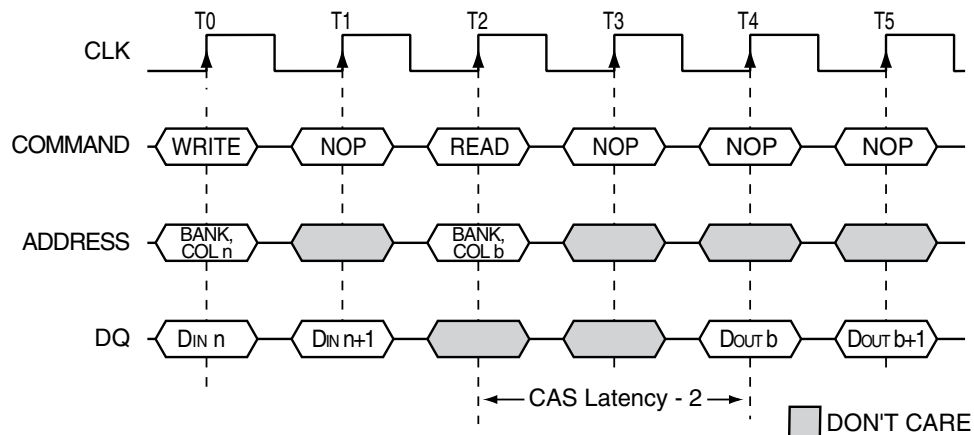 T0 T1 T2 T3 T4 T5
CLK
COMMAND WRITE NOP READ NOP NOP NOP
ADDRESS BANK, COL n BANK, COL b
DQ DIN n DIN n+1 DOUT b DOUT b+1
CAS Latency - 2
DON'T CARE